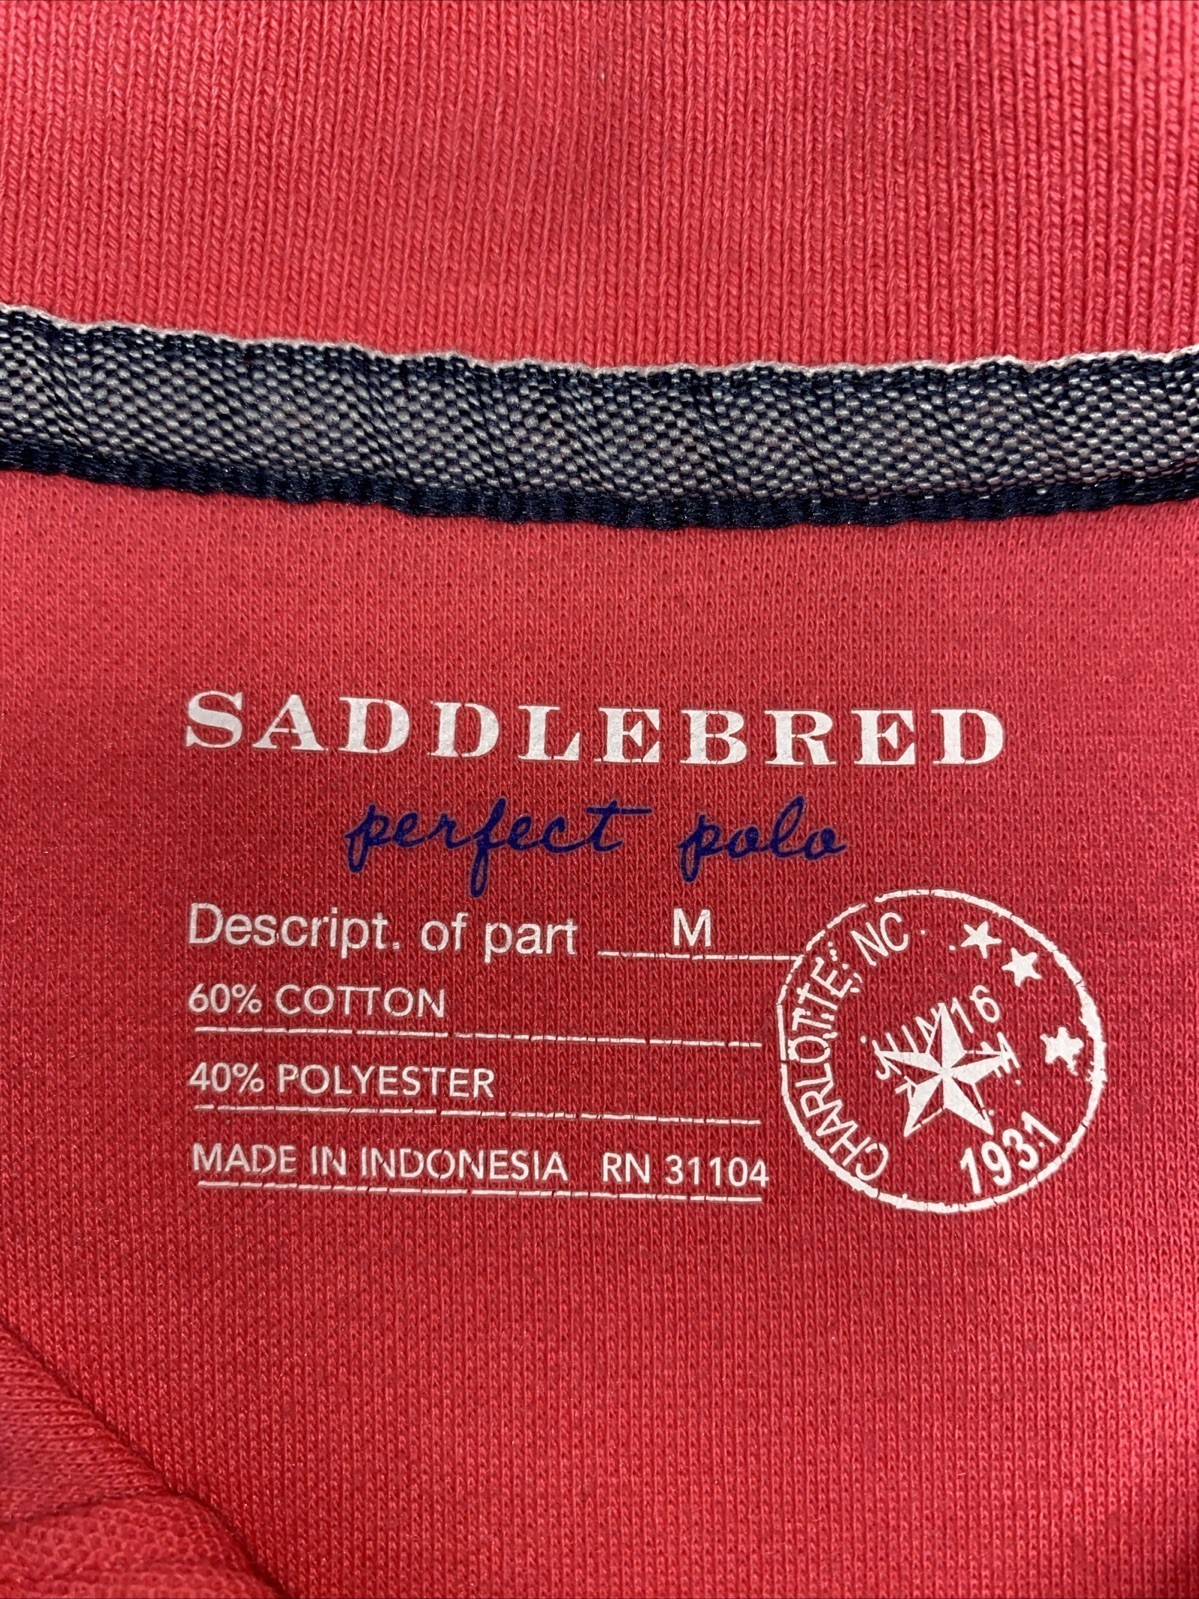 SADDLEBRED
perfect polo
Descript. of part M
60% COTTON
40% POLYESTER
MADE IN INDONESIA RN 31104
CHARLOTTE, NC
JUN 16
1931